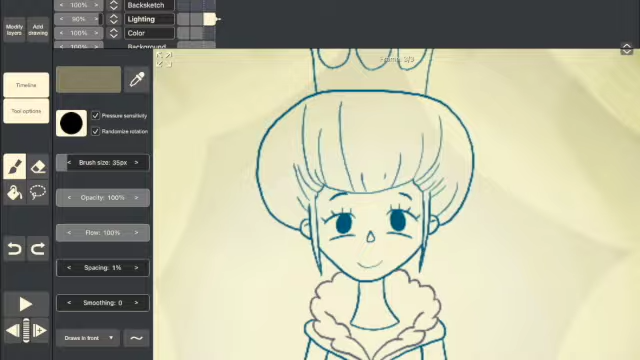 100%
Backsketch
90%
Lighting
100%
Color
100%
Background
Modify layers
Add drawing
Frame: 3/3
Timeline
Tool options
Pressure sensitivity
Randomize rotation
< Brush size: 35px >
< Opacity: 100% >
< Flow: 100% >
< Spacing: 1% >
< Smoothing: 0 >
Draws in front